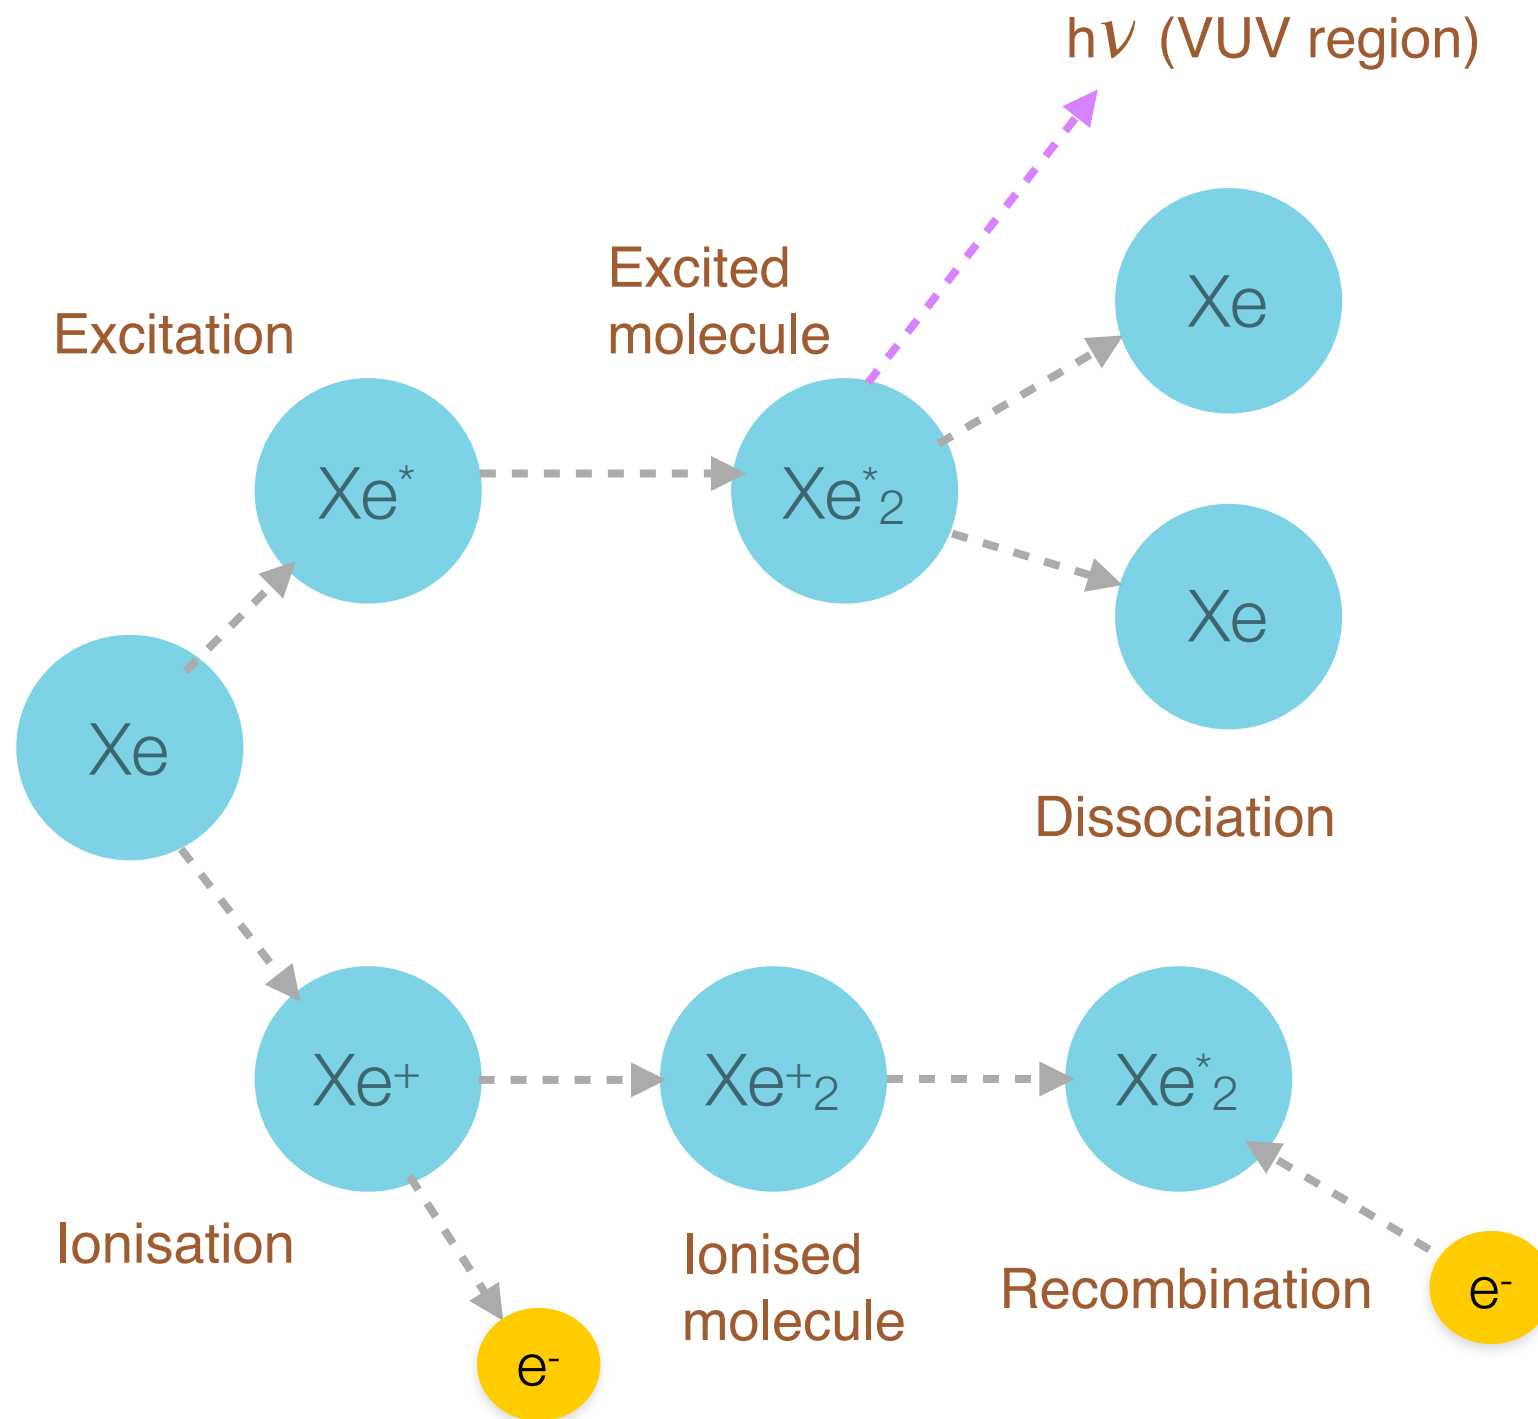 hν (VUV region)
Excited
molecule
Excitation
Xe
Xe*
Xe*2
Xe
Xe
Dissociation
Xe+
Xe+2
Xe*2
Ionisation
Ionised
molecule
Recombination
e-
e-